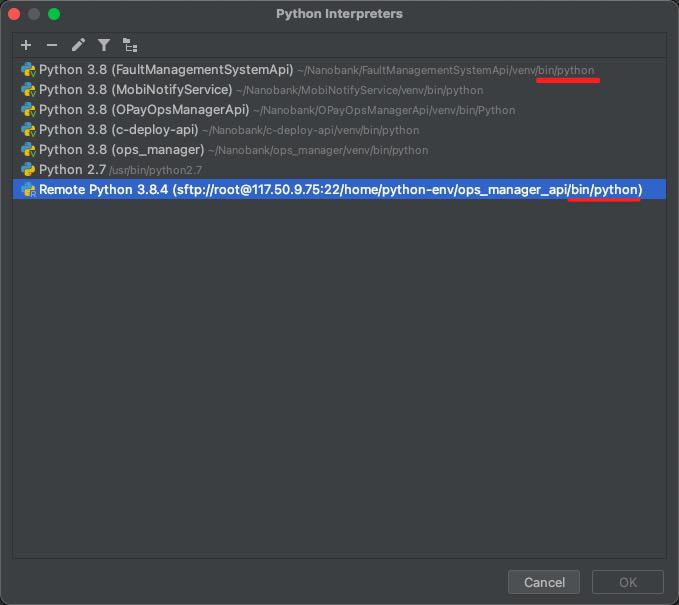 Python Interpreters
Python 3.8 (FaultManagementSystemApi) ~/Nanobank/FaultManagementSystemApi/venv/bin/python
Python 3.8 (MobiNotifyService) ~/Nanobank/MobiNotifyService/venv/bin/python
Python 3.8 (OPayOpsManagerApi) ~/Nanobank/OPayOpsManagerApi/venv/bin/Python
Python 3.8 (c-deploy-api) ~/Nanobank/c-deploy-api/venv/bin/python
Python 3.8 (ops_manager) ~/Nanobank/ops_manager/venv/bin/python
Python 2.7 /usr/bin/python2.7
Remote Python 3.8.4 (sftp://root@117.50.9.75:22/home/python-env/ops_manager_api/bin/python)
Cancel
OK